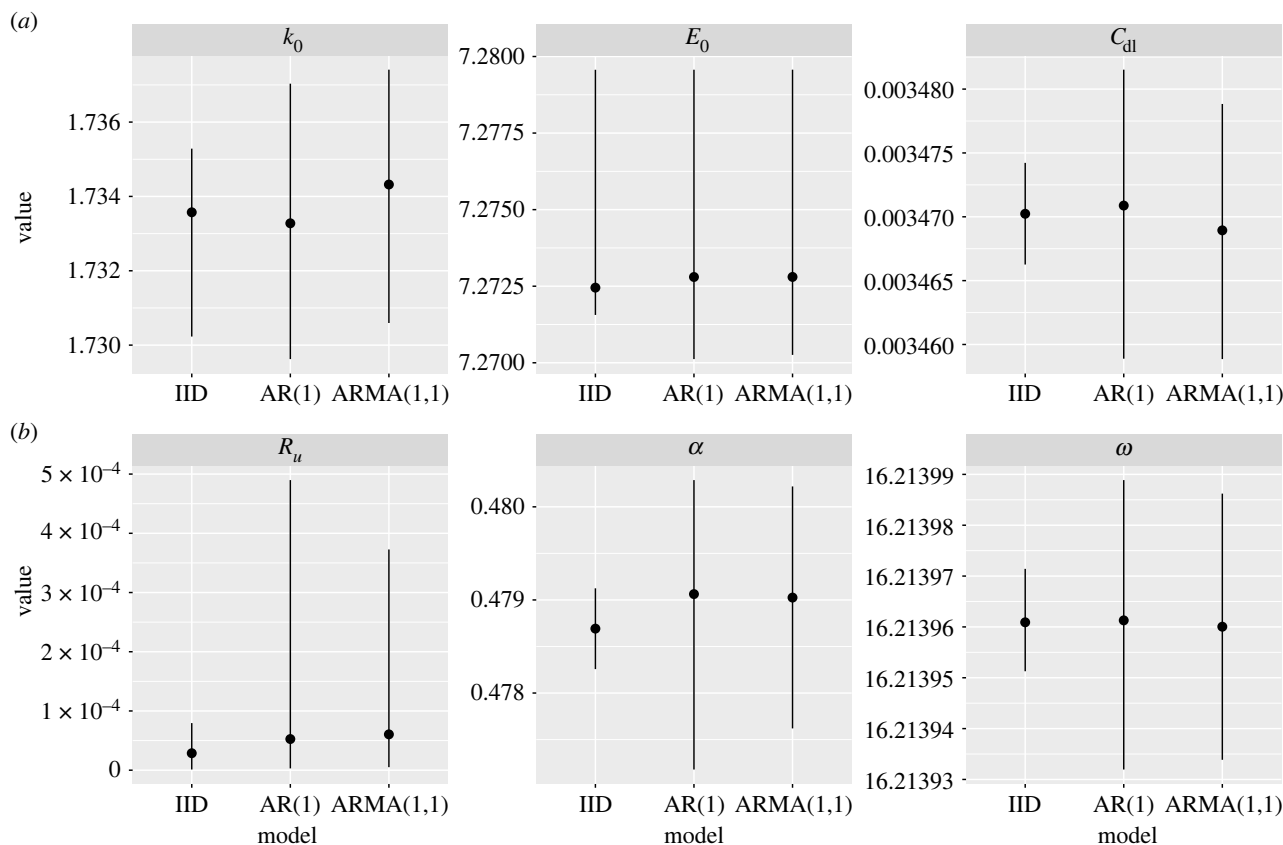 (a)
k0 E0 Cdl
value
1.736
1.734
1.732
1.730
7.2800
7.2775
7.2750
7.2725
7.2700
0.003480
0.003475
0.003470
0.003465
0.003460
IID AR(1) ARMA(1,1) IID AR(1) ARMA(1,1) IID AR(1) ARMA(1,1)
(b)
Ru α ω
value
5 × 10–4
4 × 10–4
3 × 10–4
2 × 10–4
1 × 10–4
0
0.480
0.479
0.478
16.21399
16.21398
16.21397
16.21396
16.21395
16.21394
16.21393
IID AR(1) ARMA(1,1) IID AR(1) ARMA(1,1) IID AR(1) ARMA(1,1)
model model model